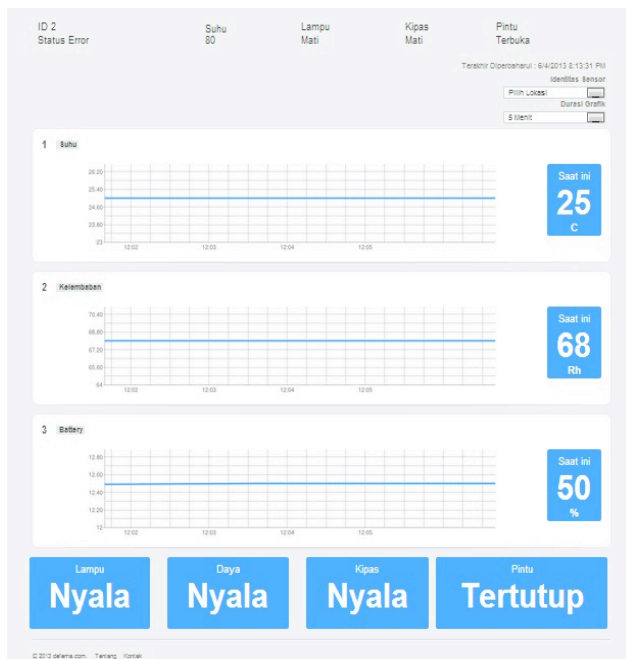 ID 2 Suhu Lampu Kipas Pintu
Status Error 80 Mati Mati Terbuka
Terakhir Diperbaharui : 6/4/2013 8:13:31 PM
Identitas Sensor
Pilih Lokasi
Durasi Grafik
5 Menit
1 Suhu
26.20
25.40
24.60
23.80
23
12:02 12:03 12:04 12:05
Saat ini
25
C
2 Kelembaban
70.40
68.80
67.20
65.60
64
12:02 12:03 12:04 12:05
Saat ini
68
Rh
3 Battery
12.80
12.60
12.40
12.20
12
12:02 12:03 12:04 12:05
Saat ini
50
%
Lampu Daya Kipas Pintu
Nyala Nyala Nyala Tertutup
© 2013 Tentang Kontak